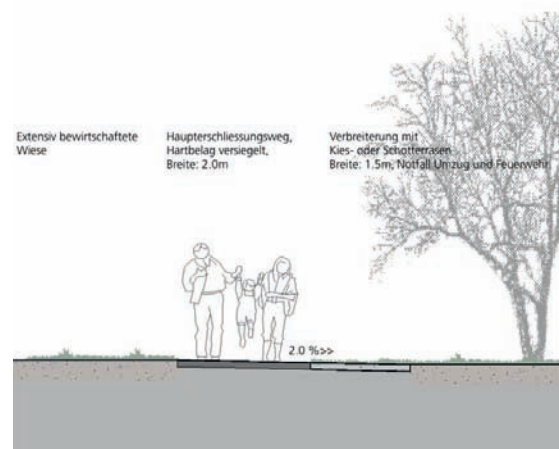 Extensiv bewirtschaftete
Wiese
Haupterschliessungsweg,
Hartbelag versiegelt,
Breite: 2.0m
Verbreiterung mit
Kies- oder Schotterrasen
Breite: 1.5m, Notfall Umzug und Feuerwehr
2.0 %>>